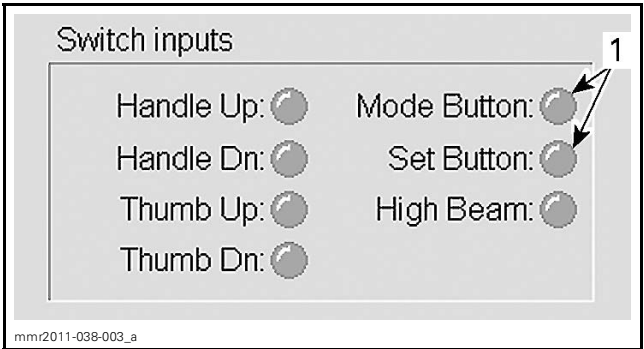 Switch inputs
1
Handle Up:
Mode Button:
Handle Dn:
Set Button:
Thumb Up:
High Beam:
Thumb Dn:
mmr2011-038-003_a